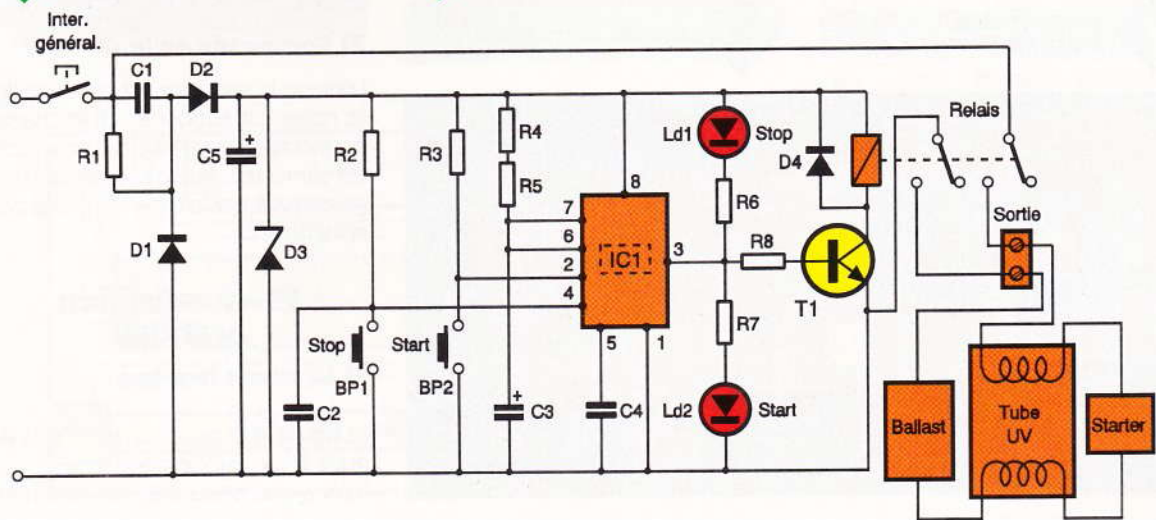 Inter.
général.
C1
D2
R1
C5
+
R2
R3
R4
R5
D1
D3
8
7
6
2
4
3
5
1
IC1
Ld1
Stop
R6
R8
R7
Ld2
Start
D4
T1
Relais
Sortie
Stop
BP1
Start
BP2
C2
C3
+
C4
Ballast
Tube
UV
Starter